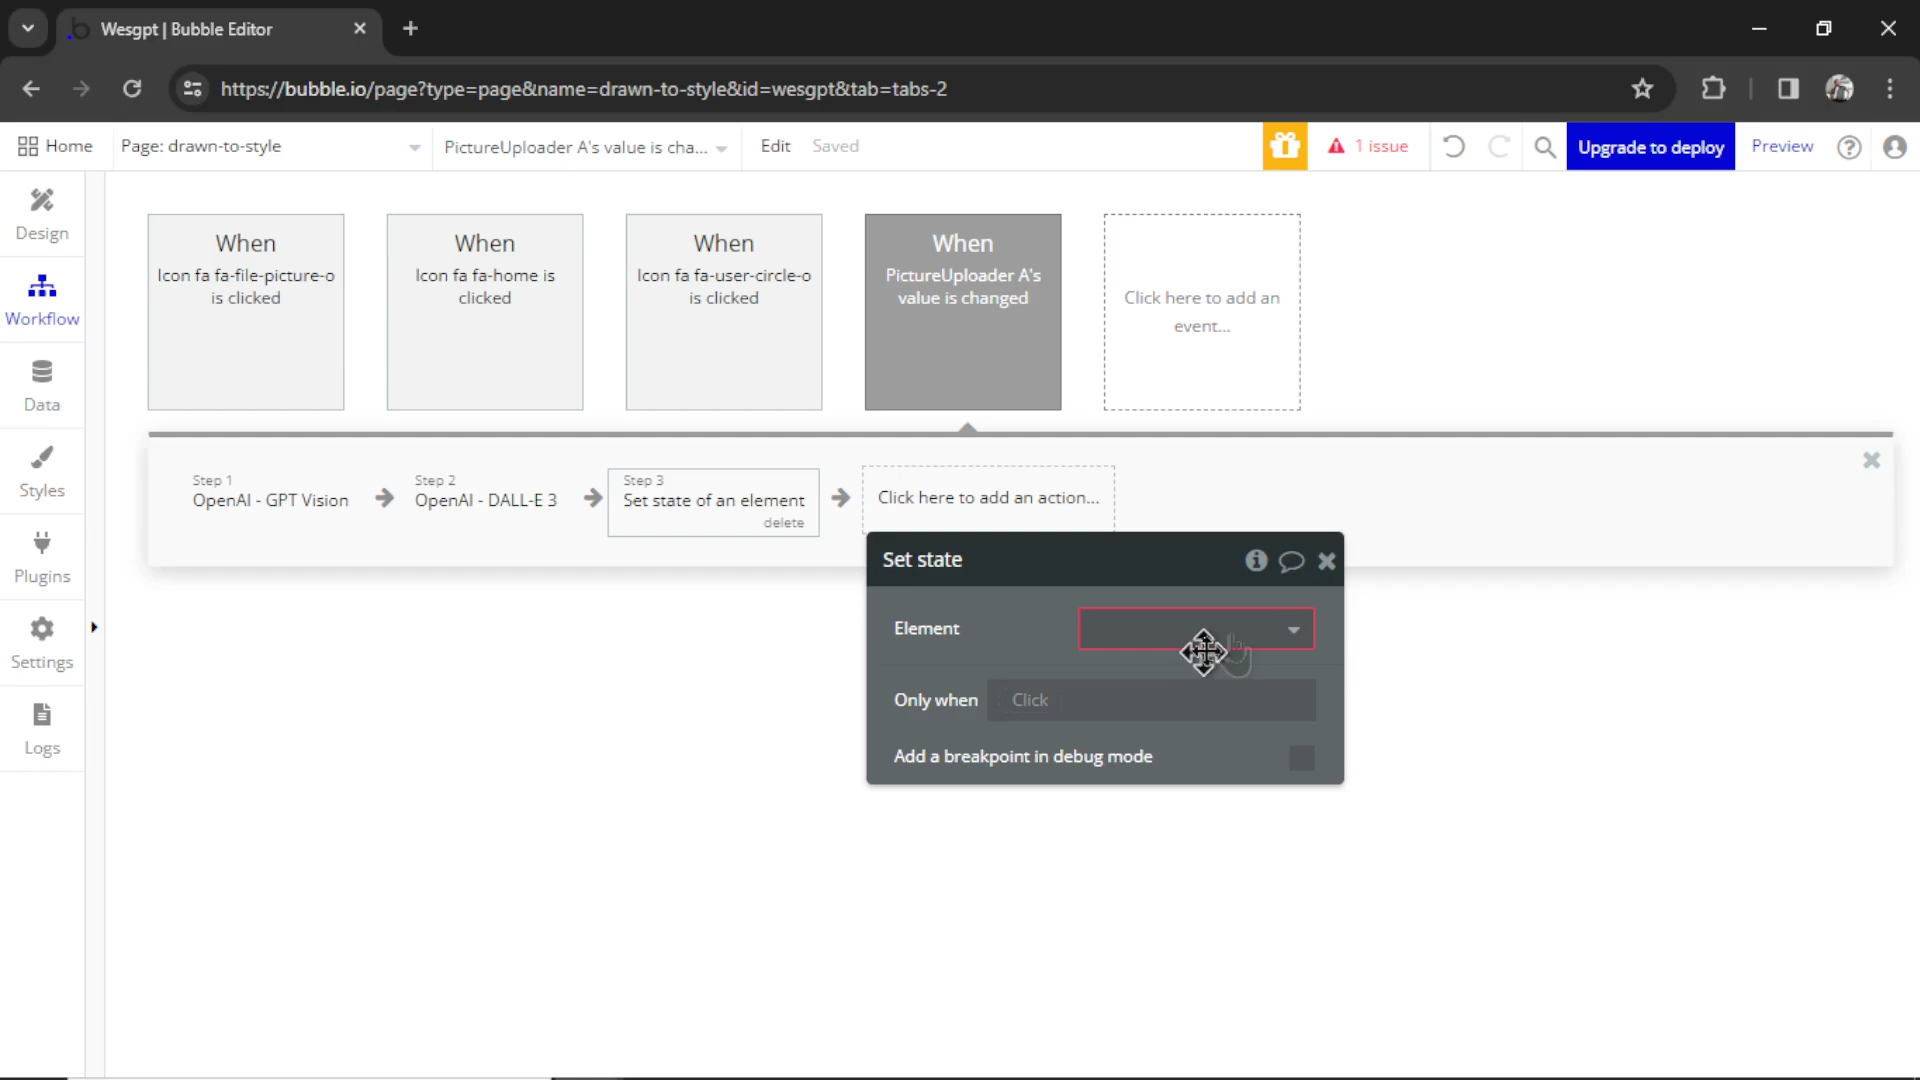 Wesgpt | Bubble Editor
https://bubble.io/page?type=page&name=drawn-to-style&id=wesgpt&tab=tabs-2
Home
Page: drawn-to-style
PictureUploader A's value is cha...
Edit
Saved
1 issue
Upgrade to deploy
Preview
Design
Workflow
Data
Styles
Plugins
Settings
Logs
When
Icon fa fa-file-picture-o
is clicked
When
Icon fa fa-home is
clicked
When
Icon fa fa-user-circle-o
is clicked
When
PictureUploader A's
value is changed
Click here to add an
event...
Step 1
OpenAI - GPT Vision
Step 2
OpenAI - DALL-E 3
Step 3
Set state of an element
delete
Click here to add an action...
Set state
Element
Only when
Click
Add a breakpoint in debug mode